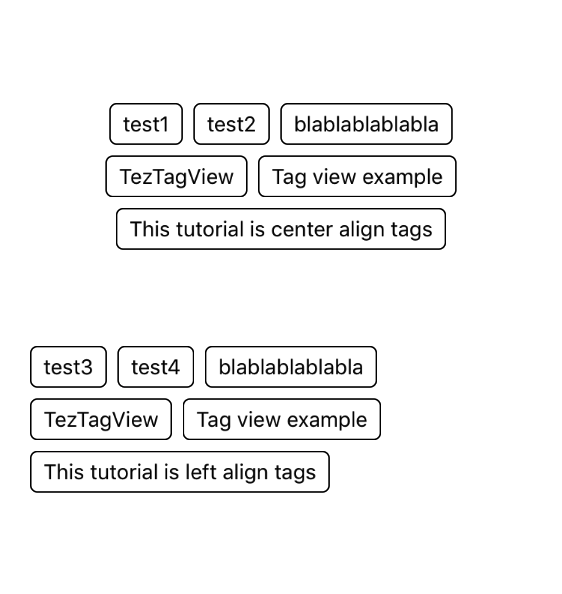 test1 test2 blablablablabla
TezTagView Tag view example
This tutorial is center align tags
test3 test4 blablablablabla
TezTagView Tag view example
This tutorial is left align tags